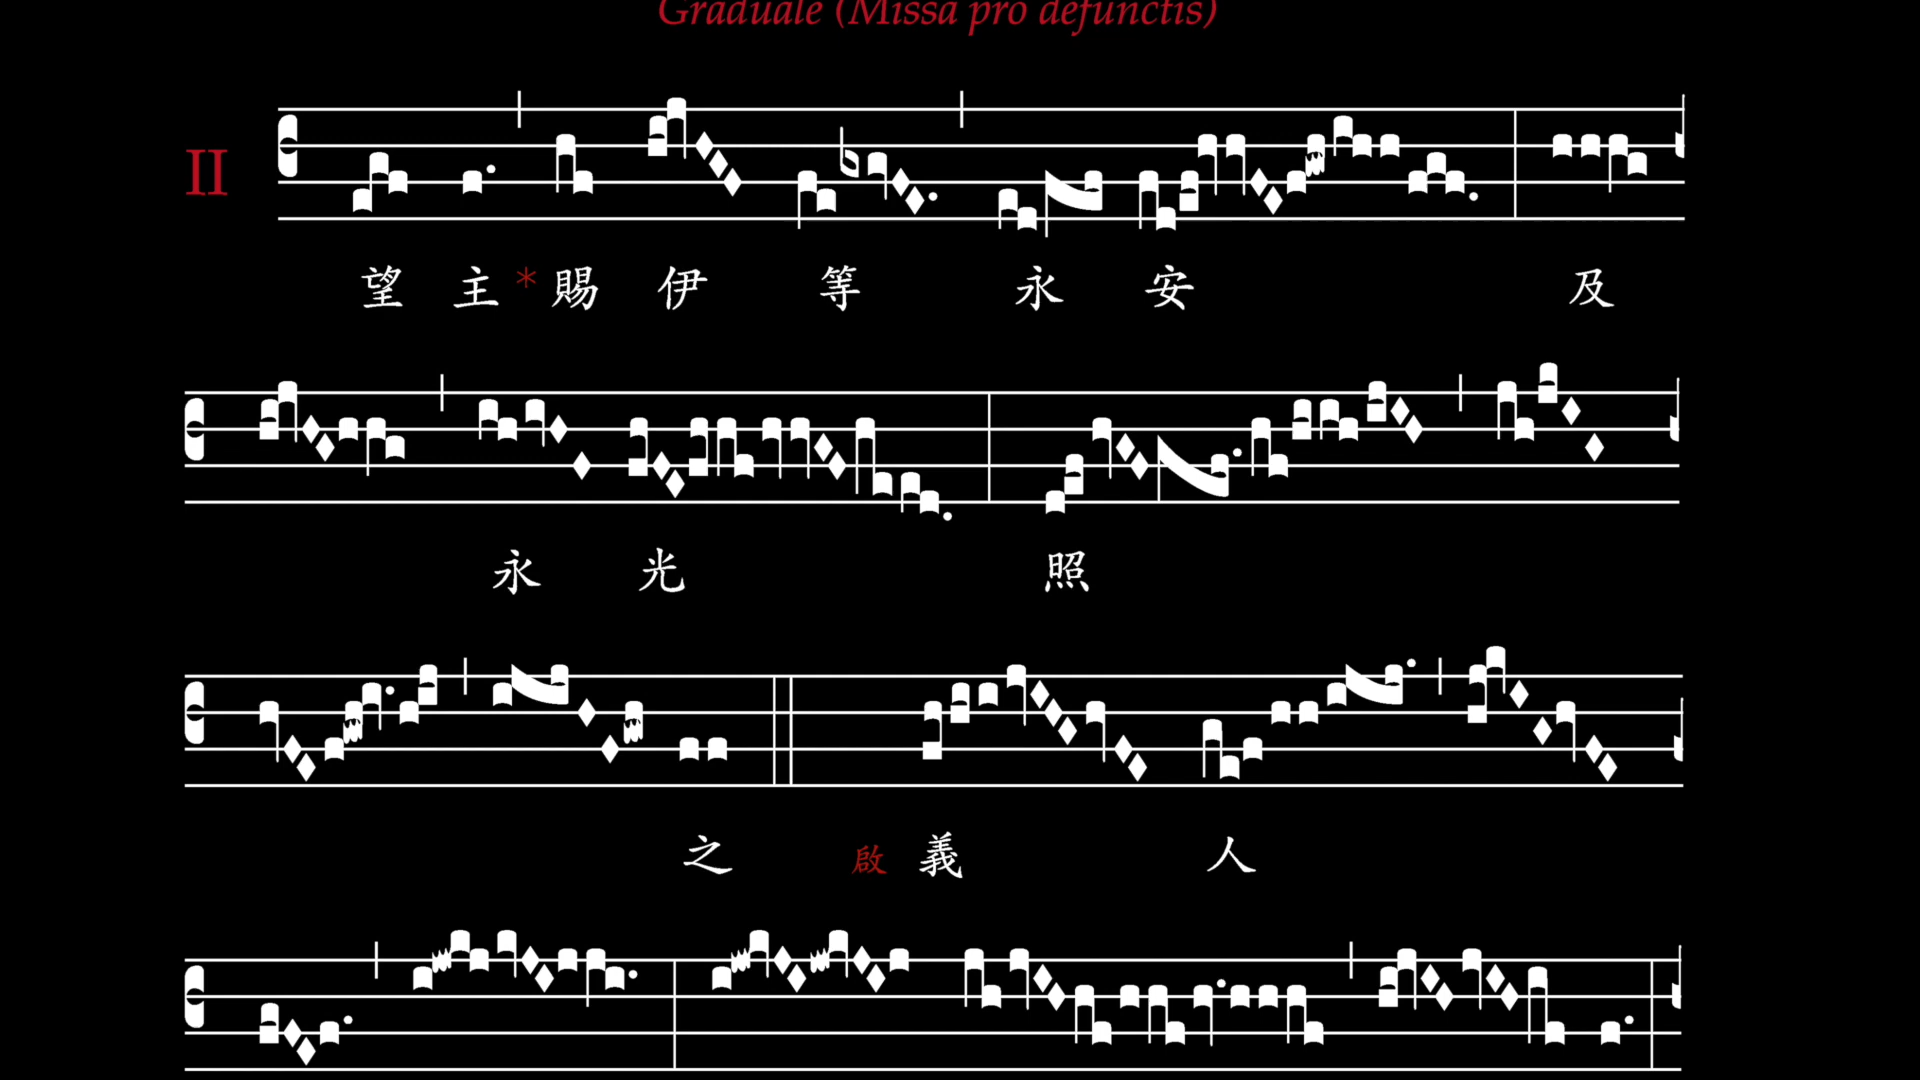 Graduale (Missa pro defunctis)
II
望主*賜伊等永安及
永光照
之啟義人